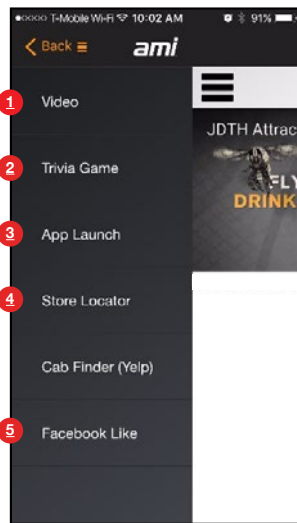 T-Mobile Wi-Fi 10:02 AM 91%
Back ami
1 Video
JDTH Attrac
2 Trivia Game
FLY
DRINK
3 App Launch
4 Store Locator
Cab Finder (Yelp)
5 Facebook Like